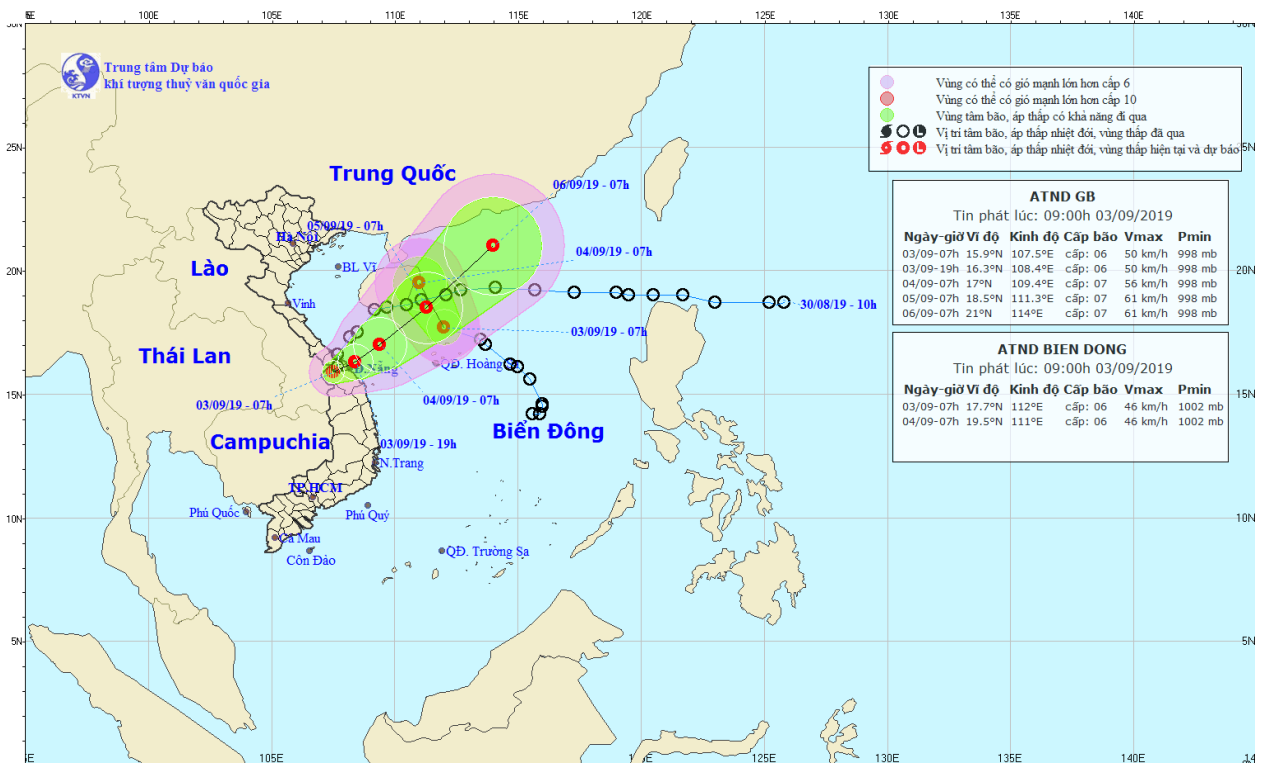 105E
110E
115E
120E
125E
130E
135E
140E
25N
20N
15N
10N
5N
Trung tâm Dự báo
khí tượng thuỷ văn quốc gia
KTVN
Vùng có thể có gió mạnh lớn hơn cấp 6
Vùng có thể có gió mạnh lớn hơn cấp 10
Vùng tâm bão, áp thấp có khả năng đi qua
Vị trí tâm bão, áp thấp nhiệt đới, vùng thấp đã qua
Vị trí tâm bão, áp thấp nhiệt đới, vùng thấp hiện tại và dự báo
ATND GB
Tin phát lúc: 09:00h 03/09/2019
Ngày-giờ Vĩ độ Kinh độ Cấp bão Vmax Pmin
03/09-07h 15.9°N 107.5°E cấp: 06 50 km/h 998 mb
03/09-19h 16.3°N 108.4°E cấp: 06 50 km/h 998 mb
04/09-07h 17°N 109.4°E cấp: 07 56 km/h 998 mb
05/09-07h 18.5°N 111.3°E cấp: 07 61 km/h 998 mb
06/09-07h 21°N 114°E cấp: 07 61 km/h 998 mb
ATND BIEN DONG
Tin phát lúc: 09:00h 03/09/2019
Ngày-giờ Vĩ độ Kinh độ Cấp bão Vmax Pmin
03/09-07h 17.7°N 112°E cấp: 06 46 km/h 1002 mb
04/09-07h 19.5°N 111°E cấp: 06 46 km/h 1002 mb
Trung Quốc
06/09/19 - 07h
05/09/19 - 07h
Hà Nội
04/09/19 - 07h
BL Vĩ
Lào
Vinh
30/08/19 - 10h
03/09/19 - 07h
Thái Lan
Đ.Nẵng
QĐ. Hoàng Sa
03/09/19 - 07h
04/09/19 - 07h
Biển Đông
Campuchia
03/09/19 - 19h
N.Trang
TP.HCM
Phú Quốc
Phú Quý
Cà Mau
Côn Đảo
QĐ. Trường Sa
105E
110E
115E
125E
130E
135E
140E